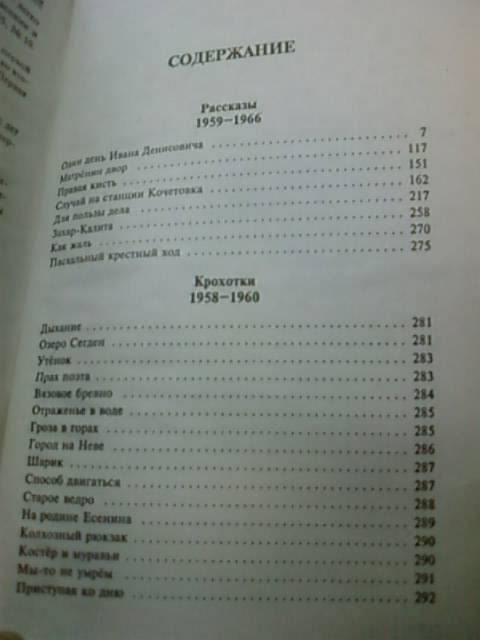 СОДЕРЖАНИЕ
Рассказы
1959—1966
Один день Ивана Денисовича 7
Матрёнин двор 117
Правая кисть 151
Случай на станции Кочетовка 162
Для пользы дела 217
Захар-Калита 258
Как жаль 270
Пасхальный крестный ход 275
Крохотки
1958—1960
Дыхание 281
Озеро Сегден 281
Утёнок 283
Прах поэта 283
Вязовое бревно 284
Отраженье в воде 285
Гроза в горах 285
Город на Неве 286
Шарик 287
Способ двигаться 287
Старое ведро 288
На родине Есенина 289
Колхозный рюкзак 290
Костёр и муравьи 290
Мы-то не умрём 291
Приступая ко дню 292